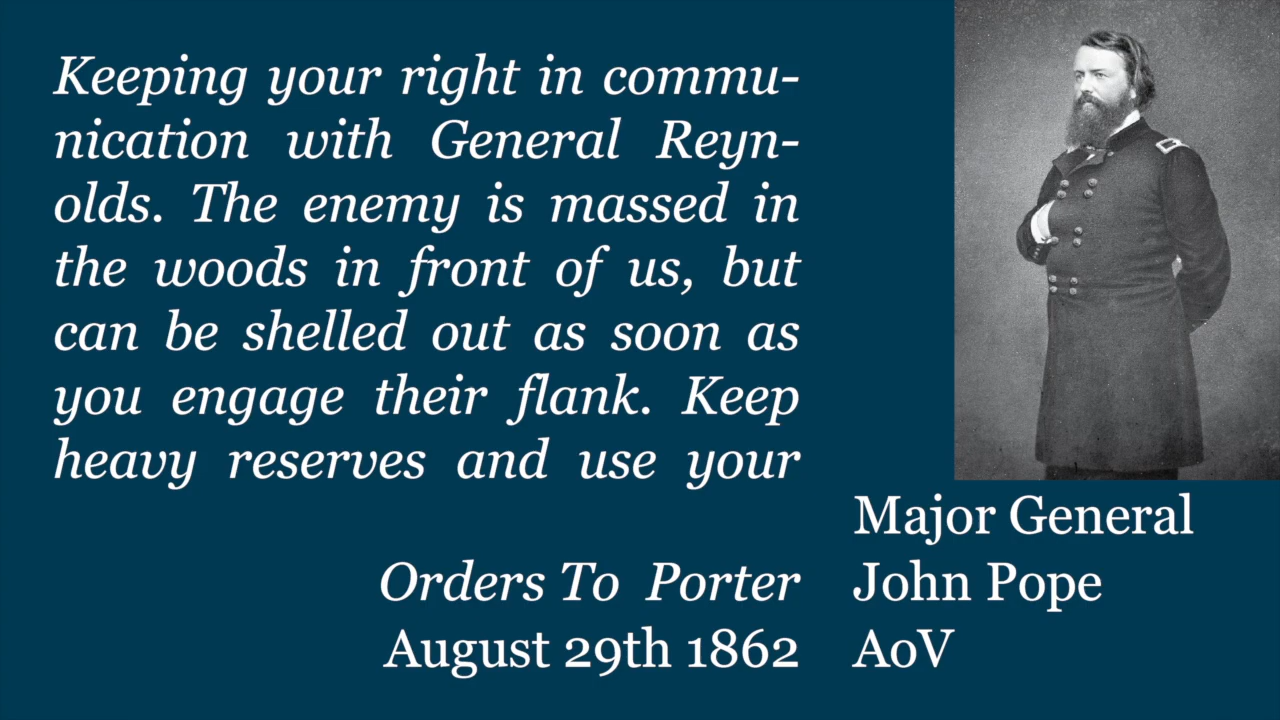 Keeping your right in commu-
nication with General Reyn-
olds. The enemy is massed in
the woods in front of us, but
can be shelled out as soon as
you engage their flank. Keep
heavy reserves and use your
Orders To Porter
August 29th 1862
Major General
John Pope
AoV